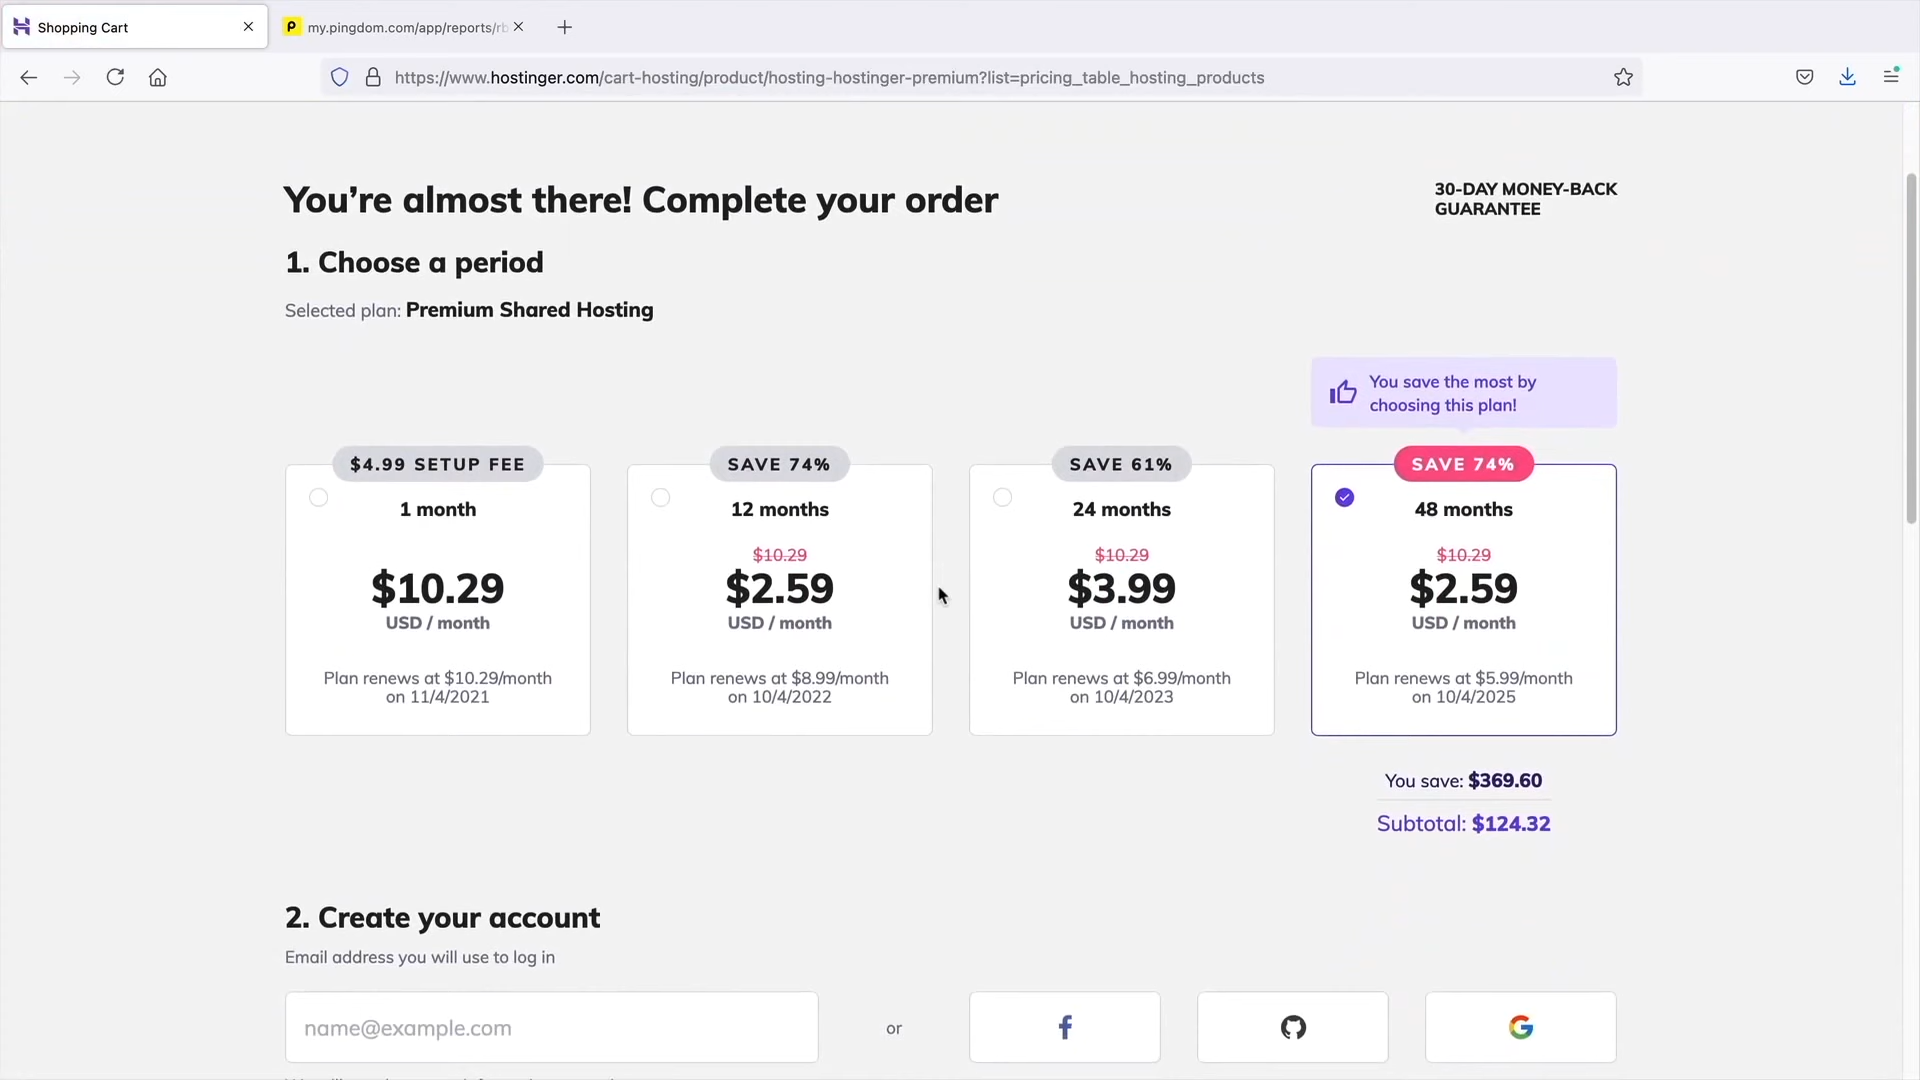 Shopping Cart
my.pingdom.com/app/reports/rb
https://www.hostinger.com/cart-hosting/product/hosting-hostinger-premium?list=pricing_table_hosting_products
You're almost there! Complete your order
30-DAY MONEY-BACK
GUARANTEE
1. Choose a period
Selected plan: Premium Shared Hosting
You save the most by
choosing this plan!
$4.99 SETUP FEE
1 month
$10.29
USD / month
Plan renews at $10.29/month
on 11/4/2021
SAVE 74%
12 months
$10.29
$2.59
USD / month
Plan renews at $8.99/month
on 10/4/2022
SAVE 61%
24 months
$10.29
$3.99
USD / month
Plan renews at $6.99/month
on 10/4/2023
SAVE 74%
48 months
$10.29
$2.59
USD / month
Plan renews at $5.99/month
on 10/4/2025
You save: $369.60
Subtotal: $124.32
2. Create your account
Email address you will use to log in
name@example.com
or